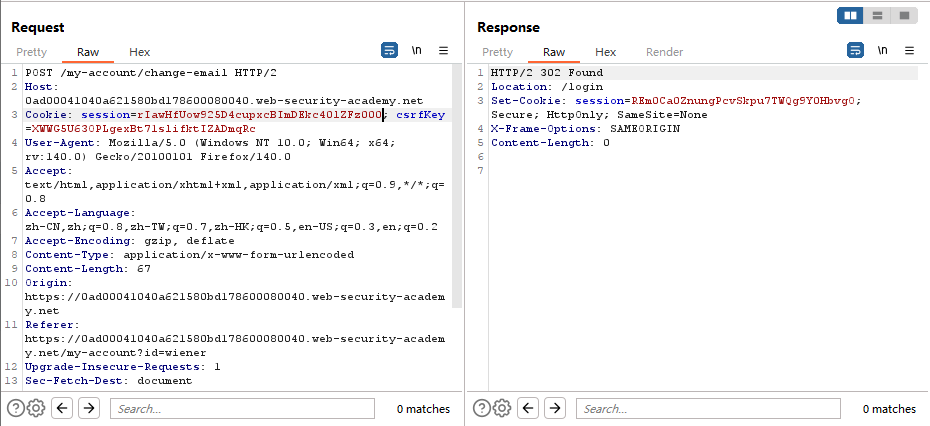 Request
Response
Pretty Raw Hex \n
Pretty Raw Hex Render \n
1 POST /my-account/change-email HTTP/2
2 Host:
0ad00041040a621580bd178600080040.web-security-academy.net
3 Cookie: session=rIawHfUow925D4cupxcBImDEkc4OlZFz000; csrfKey
=XWWG5U63OPLgexBt7lslifktIZADmqRc
4 User-Agent: Mozilla/5.0 (Windows NT 10.0; Win64; x64;
rv:140.0) Gecko/20100101 Firefox/140.0
5 Accept:
text/html,application/xhtml+xml,application/xml;q=0.9,*/*;q=
0.8
6 Accept-Language:
zh-CN,zh;q=0.8,zh-TW;q=0.7,zh-HK;q=0.5,en-US;q=0.3,en;q=0.2
7 Accept-Encoding: gzip, deflate
8 Content-Type: application/x-www-form-urlencoded
9 Content-Length: 67
10 Origin:
https://0ad00041040a621580bd178600080040.web-security-academ
y.net
11 Referer:
https://0ad00041040a621580bd178600080040.web-security-academ
y.net/my-account?id=wiener
12 Upgrade-Insecure-Requests: 1
13 Sec-Fetch-Dest: document
1 HTTP/2 302 Found
2 Location: /login
3 Set-Cookie: session=REm0Ca0ZnungPcvSkpu7TWQg9Y0Hbvg0;
Secure; HttpOnly; SameSite=None
4 X-Frame-Options: SAMEORIGIN
5 Content-Length: 0
6
7
Search... 0 matches
Search... 0 matches